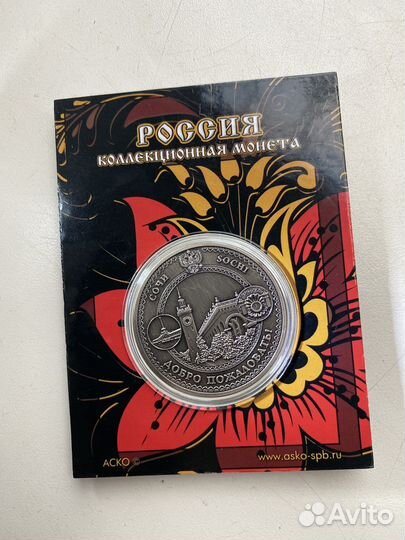 РОССИЯ
КОЛЛЕКЦИОННАЯ МОНЕТА
СОЧИ SOCHI
ДОБРО ПОЖАЛОВАТЬ!
АСКО © www.asko-spb.ru
Avito